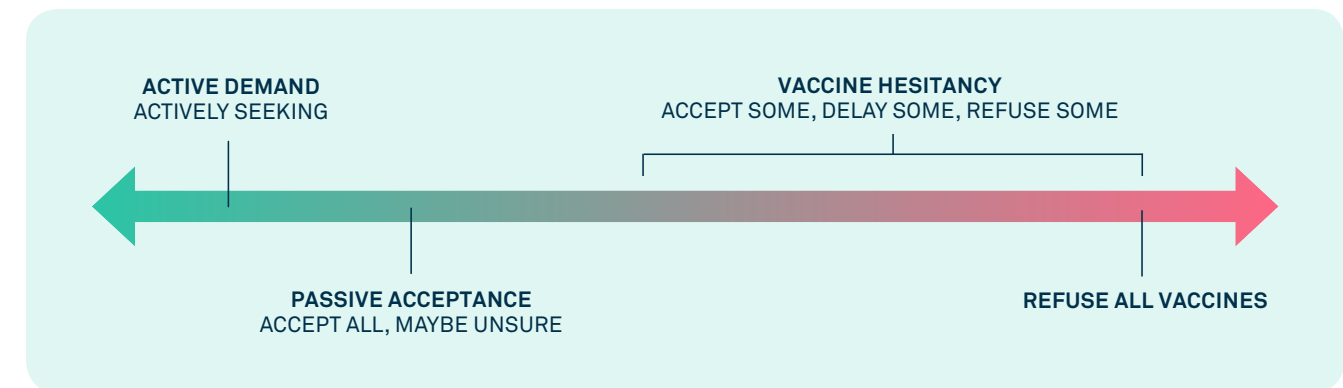 ACTIVE DEMAND
ACTIVELY SEEKING
VACCINE HESITANCY
ACCEPT SOME, DELAY SOME, REFUSE SOME
PASSIVE ACCEPTANCE
ACCEPT ALL, MAYBE UNSURE
REFUSE ALL VACCINES